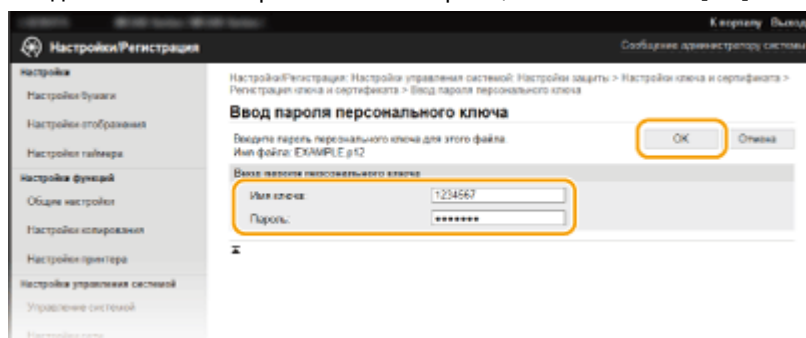 К порталу Выход
Настройки/Регистрация
Сообщение администратору системы
Настройки
Настройки бумаги
Настройки отображения
Настройки таймера
Настройки функций
Общие настройки
Настройки копирования
Настройки принтера
Настройки управления системой
Управление системой
Настройки сети
Настройки/Регистрация: Настройки управления системой: Настройки защиты > Настройки ключа и сертификата >
Регистрация ключа и сертификата > Ввод пароля персонального ключа
Ввод пароля персонального ключа
Введите пароль персонального ключа для этого файла.
Имя файла: EXAMPLE.p12
OK Отмена
Ввод пароля персонального ключа
Имя ключа: 1234567
Пароль: •••••••